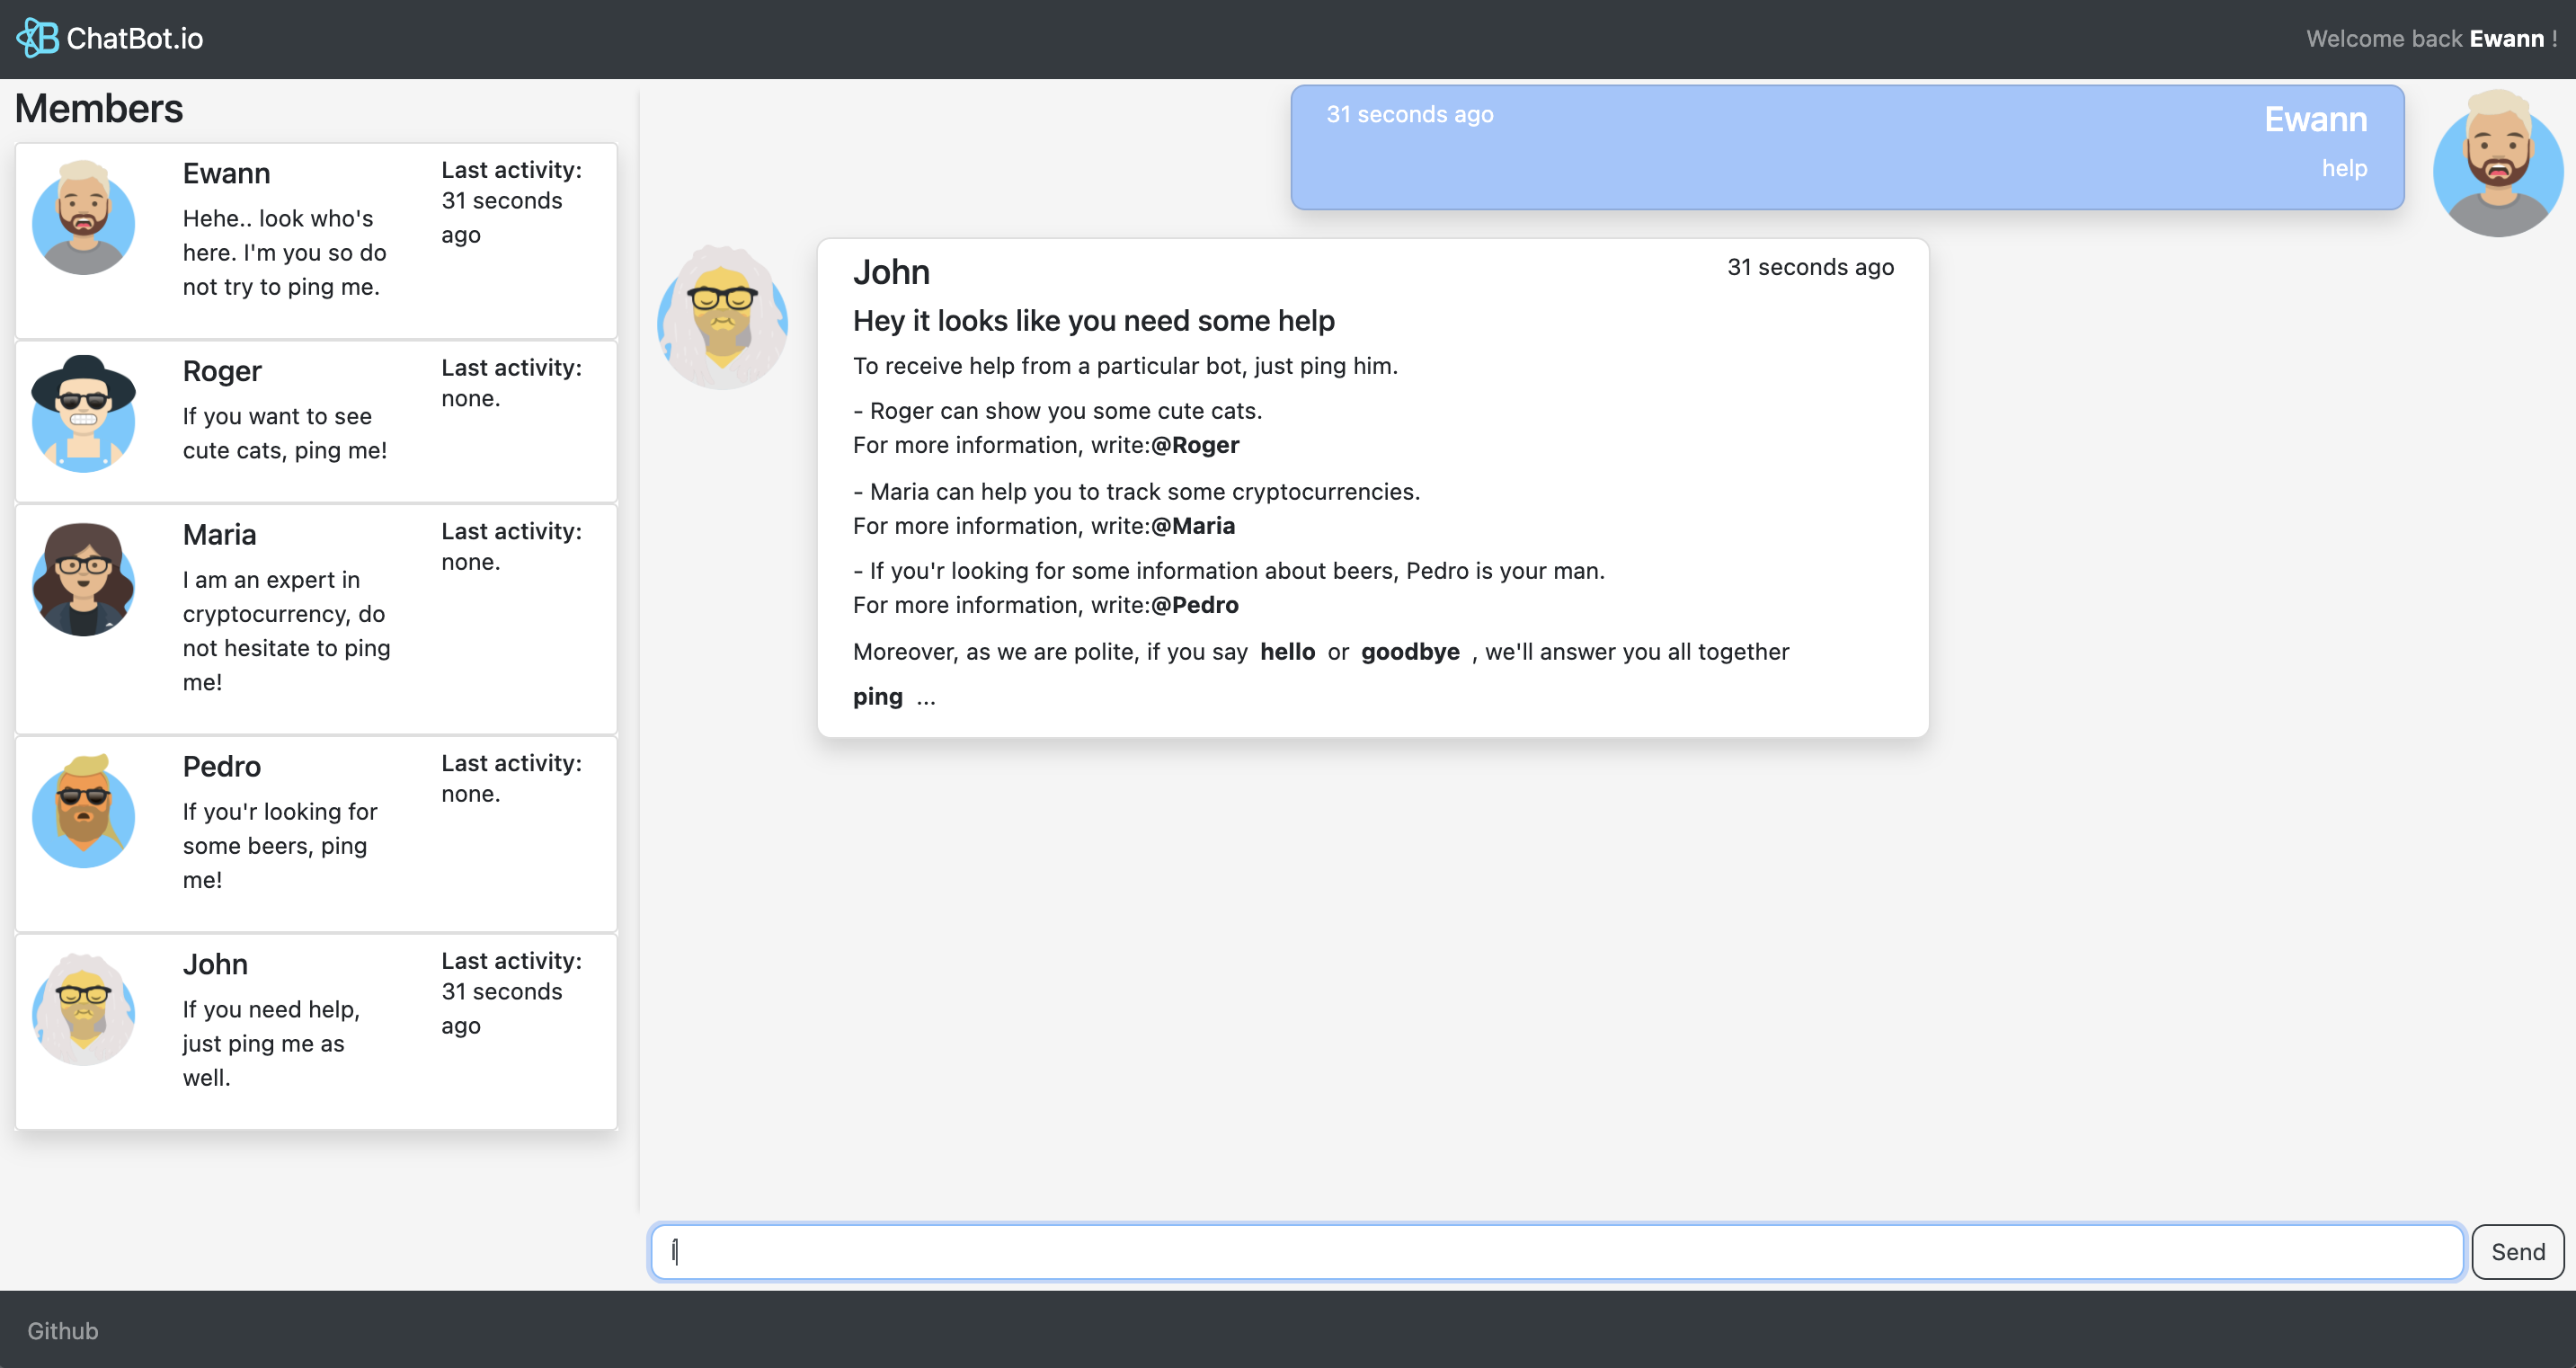 ChatBot.io
Welcome back Ewann !
Members
Ewann
Hehe.. look who's
here. I'm you so do
not try to ping me.
Last activity:
31 seconds
ago
Roger
If you want to see
cute cats, ping me!
Last activity:
none.
Maria
I am an expert in
cryptocurrency, do
not hesitate to ping
me!
Last activity:
none.
Pedro
If you'r looking for
some beers, ping
me!
Last activity:
none.
John
If you need help,
just ping me as
well.
Last activity:
31 seconds
ago
31 seconds ago
Ewann
help
John
31 seconds ago
Hey it looks like you need some help
To receive help from a particular bot, just ping him.
- Roger can show you some cute cats.
For more information, write:@Roger
- Maria can help you to track some cryptocurrencies.
For more information, write:@Maria
- If you'r looking for some information about beers, Pedro is your man.
For more information, write:@Pedro
Moreover, as we are polite, if you say hello or goodbye , we'll answer you all together
ping ...
Send
Github